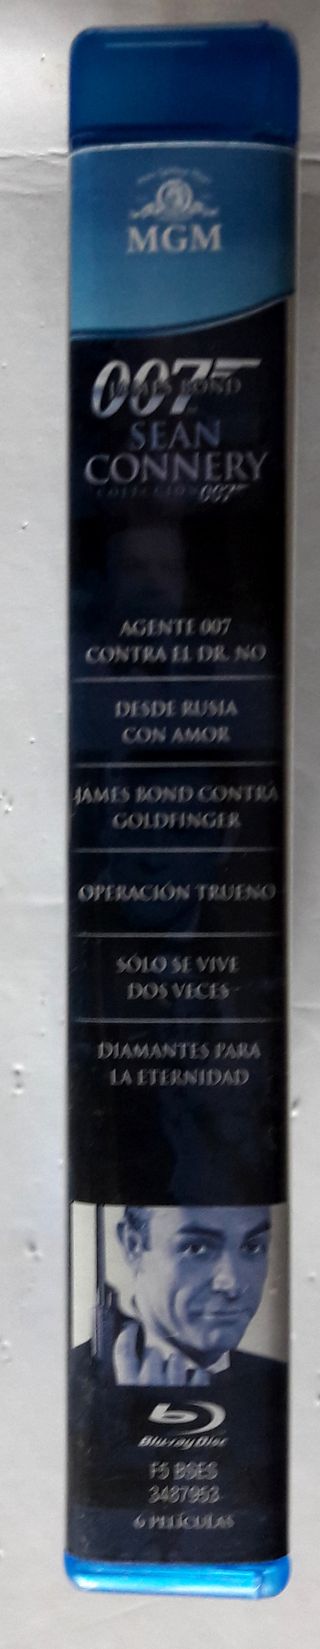 MGM
007
JAMES BOND
SEAN
CONNERY
COLECCIÓN 007
AGENTE 007
CONTRA EL DR. NO
DESDE RUSIA
CON AMOR
JAMES BOND CONTRA
GOLDFINGER
OPERACIÓN TRUENO
SÓLO SE VIVE
DOS VECES
DIAMANTES PARA
LA ETERNIDAD
Blu-ray Disc
F5 BSES
3487953
6 PELÍCULAS